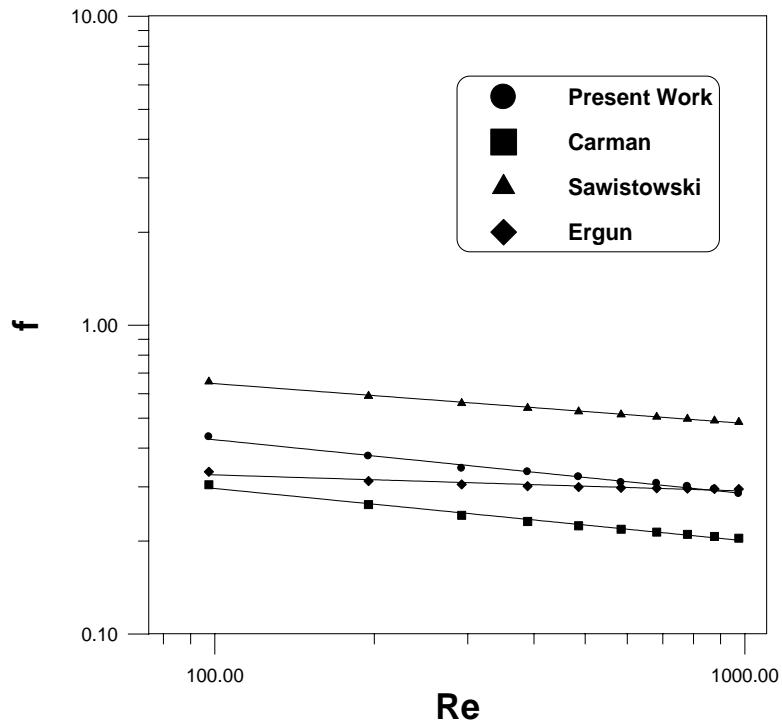 10.00
Present Work
Carman
Sawistowski
Ergun
1.00
f
0.10
100.00
1000.00
Re